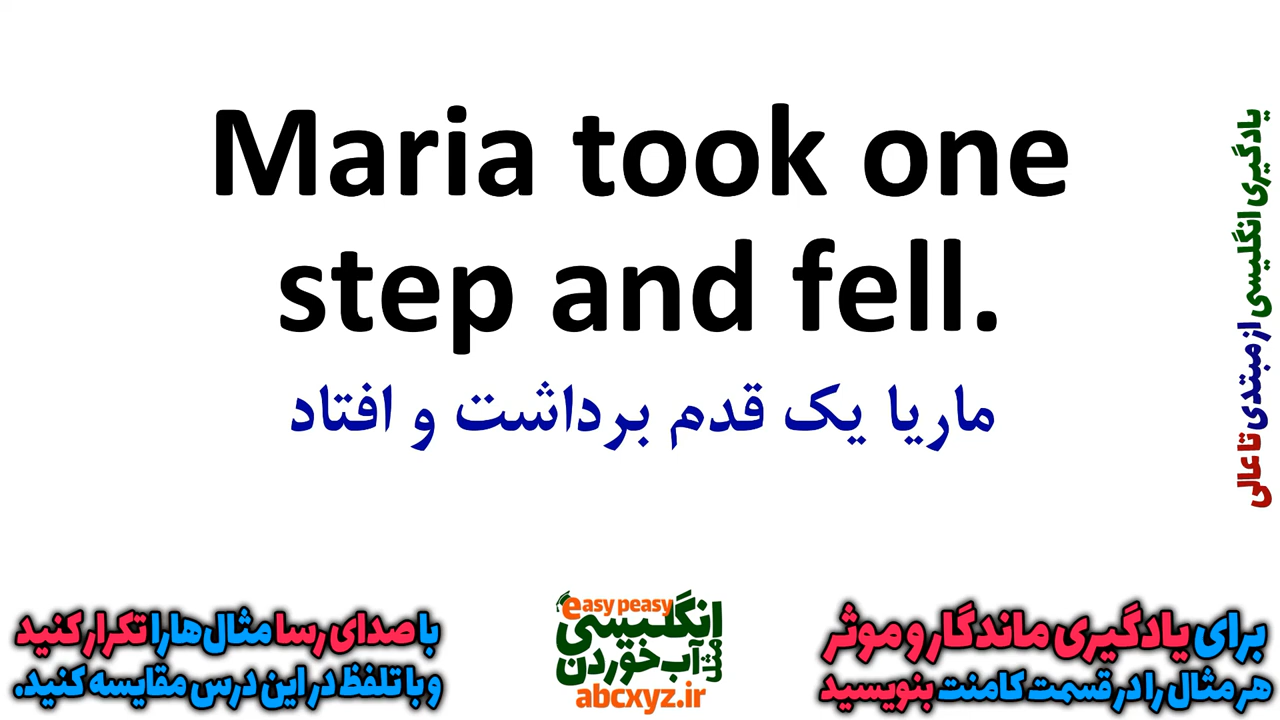 Maria took one
step and fell.
ماریا یک قدم برداشت و افتاد
یادگیری انگلیسی از مبتدی تا عالی
برای یادگیری ماندگار و موثر
هر مثال را در قسمت کامنت بنویسید
easy peasy
انگلیسی
مثل آب خوردن
abcxyz.ir
با صدای رسا مثال‌ها را تکرار کنید
و با تلفظ در این درس مقایسه کنید.